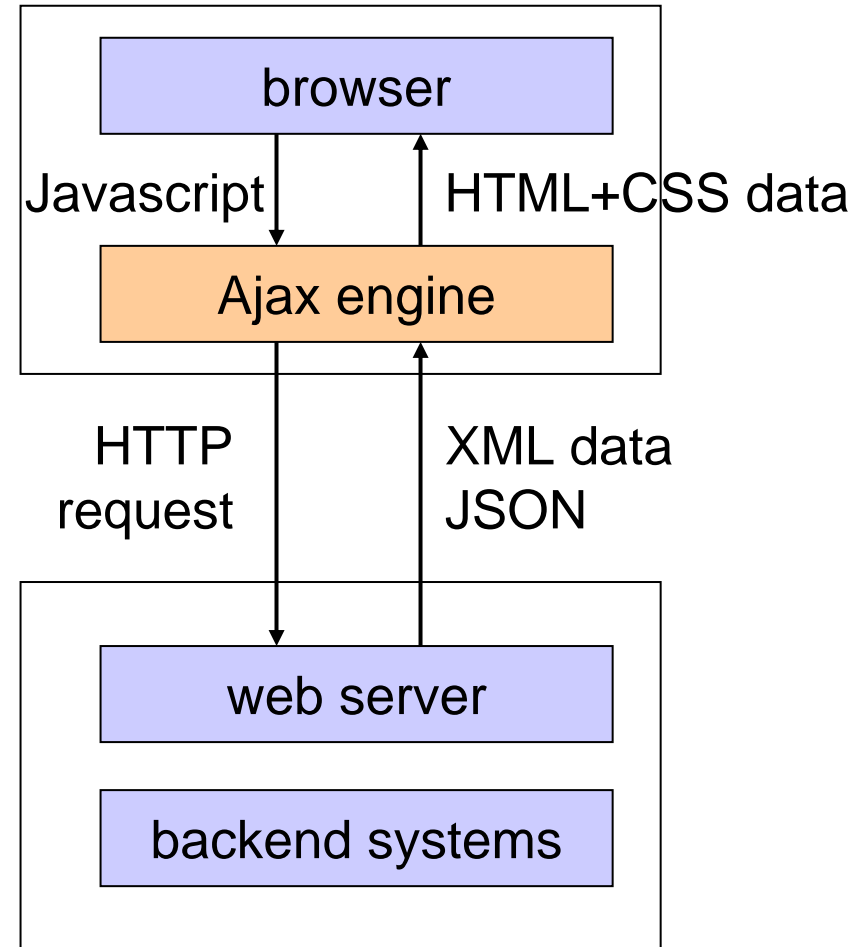 browser
Javascript
HTML+CSS data
Ajax engine
HTTP
request
XML data
JSON
web server
backend systems